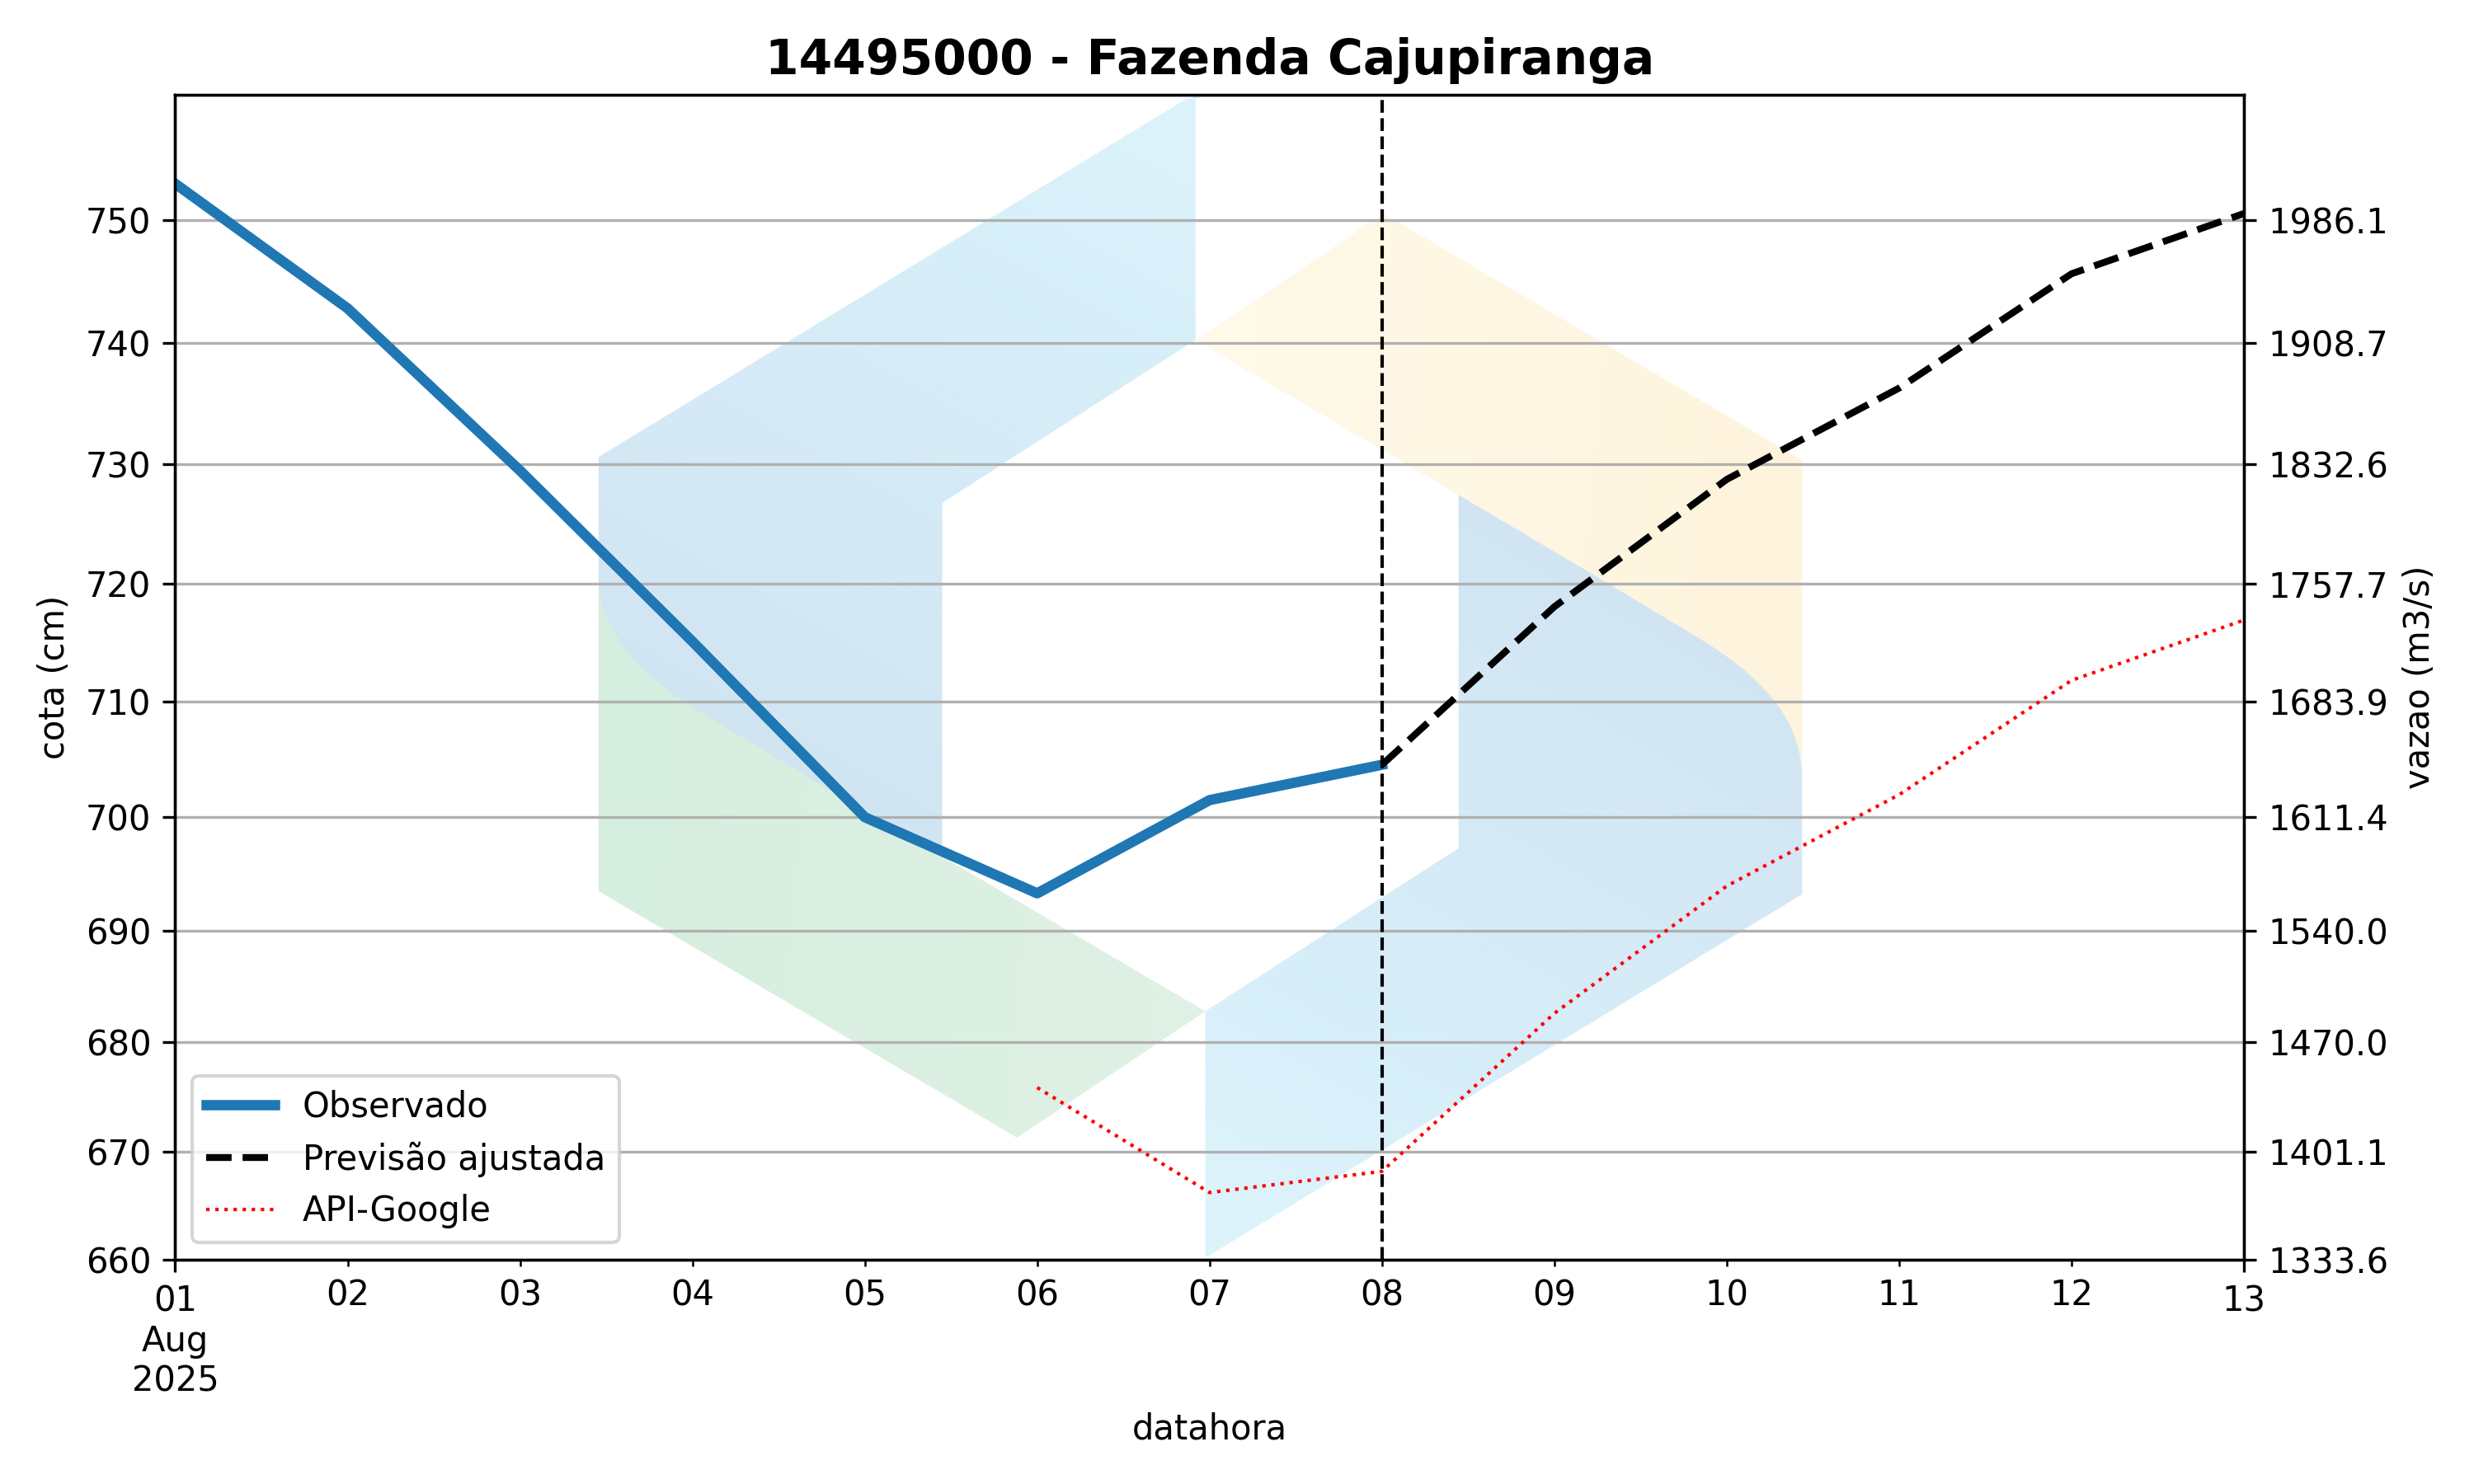 14495000 - Fazenda Cajupiranga
cota (cm)
750
740
730
720
710
700
690
680
670
660
1986.1
1908.7
1832.6
1757.7
1683.9
1611.4
1540.0
1470.0
1401.1
1333.6
vazao (m3/s)
Observado
Previsão ajustada
API-Google
01 02 03 04 05 06 07 08 09 10 11 12 13
Aug
2025
datahora